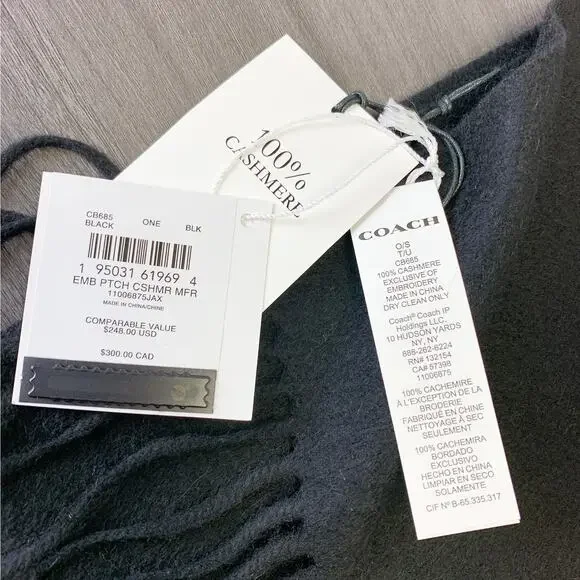 100%
CASHMERE
CB685 ONE BLK
BLACK
1 95031 61969 4
EMB PTCH CSHMR MFR
11006875JAX
MADE IN CHINA/CHINE
COMPARABLE VALUE
$248.00 USD
$300.00 CAD
COACH
O/S
T/U
CB685
100% CASHMERE
EXCLUSIVE OF
EMBROIDERY
MADE IN CHINA
DRY CLEAN ONLY
Coach® Coach IP
Holdings LLC.
10 HUDSON YARDS
NY, NY
888-262-6224
RN# 132154
CA# 57398
11006875
100% CACHEMIRE
À L'EXCEPTION DE LA
BRODERIE
FABRIQUÉ EN CHINE
NETTOYAGE À SEC
SEULEMENT
100% CACHEMIRA
BORDADO
EXCLUSIVO
HECHO EN CHINA
LIMPIAR EN SECO
SOLAMENTE
CIF Nº B-65.335.317